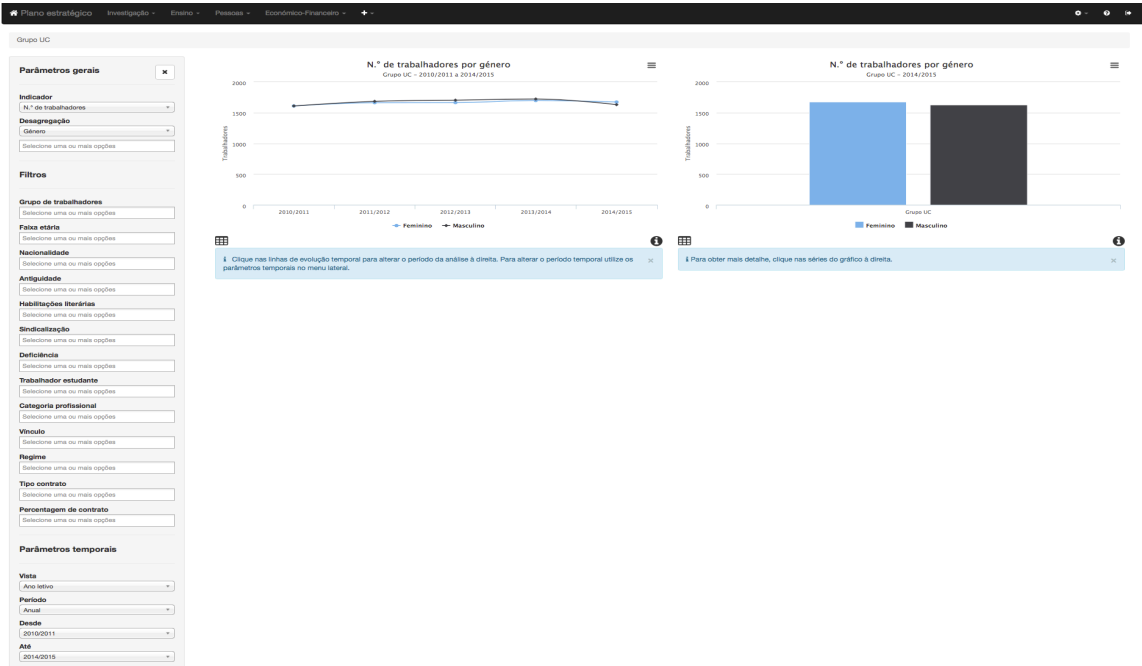 Plano estratégico Investigação Ensino Pessoas Económico-Financeiro
Grupo UC
Parâmetros gerais
Indicador
N.º de trabalhadores
Desagregação
Género
Selecione uma ou mais opções
Filtros
Grupo de trabalhadores
Selecione uma ou mais opções
Faixa etária
Selecione uma ou mais opções
Nacionalidade
Selecione uma ou mais opções
Antiguidade
Selecione uma ou mais opções
Habilitações literárias
Selecione uma ou mais opções
Sindicalização
Selecione uma ou mais opções
Deficiência
Selecione uma ou mais opções
Trabalhador estudante
Selecione uma ou mais opções
Categoria profissional
Selecione uma ou mais opções
Vínculo
Selecione uma ou mais opções
Regime
Selecione uma ou mais opções
Tipo contrato
Selecione uma ou mais opções
Percentagem de contrato
Selecione uma ou mais opções
Parâmetros temporais
Vista
Ano letivo
Período
Anual
Desde
2010/2011
Até
2014/2015
N.º de trabalhadores por género
Grupo UC – 2010/2011 a 2014/2015
Trabalhadores
2000
1500
1000
500
0
2010/2011 2011/2012 2012/2013 2013/2014 2014/2015
Feminino Masculino
Clique nas linhas de evolução temporal para alterar o período da análise à direita. Para alterar o período temporal utilize os
parâmetros temporais no menu lateral.
N.º de trabalhadores por género
Grupo UC – 2014/2015
Trabalhadores
2000
1500
1000
500
0
Grupo UC
Feminino Masculino
Para obter mais detalhe, clique nas séries do gráfico à direita.